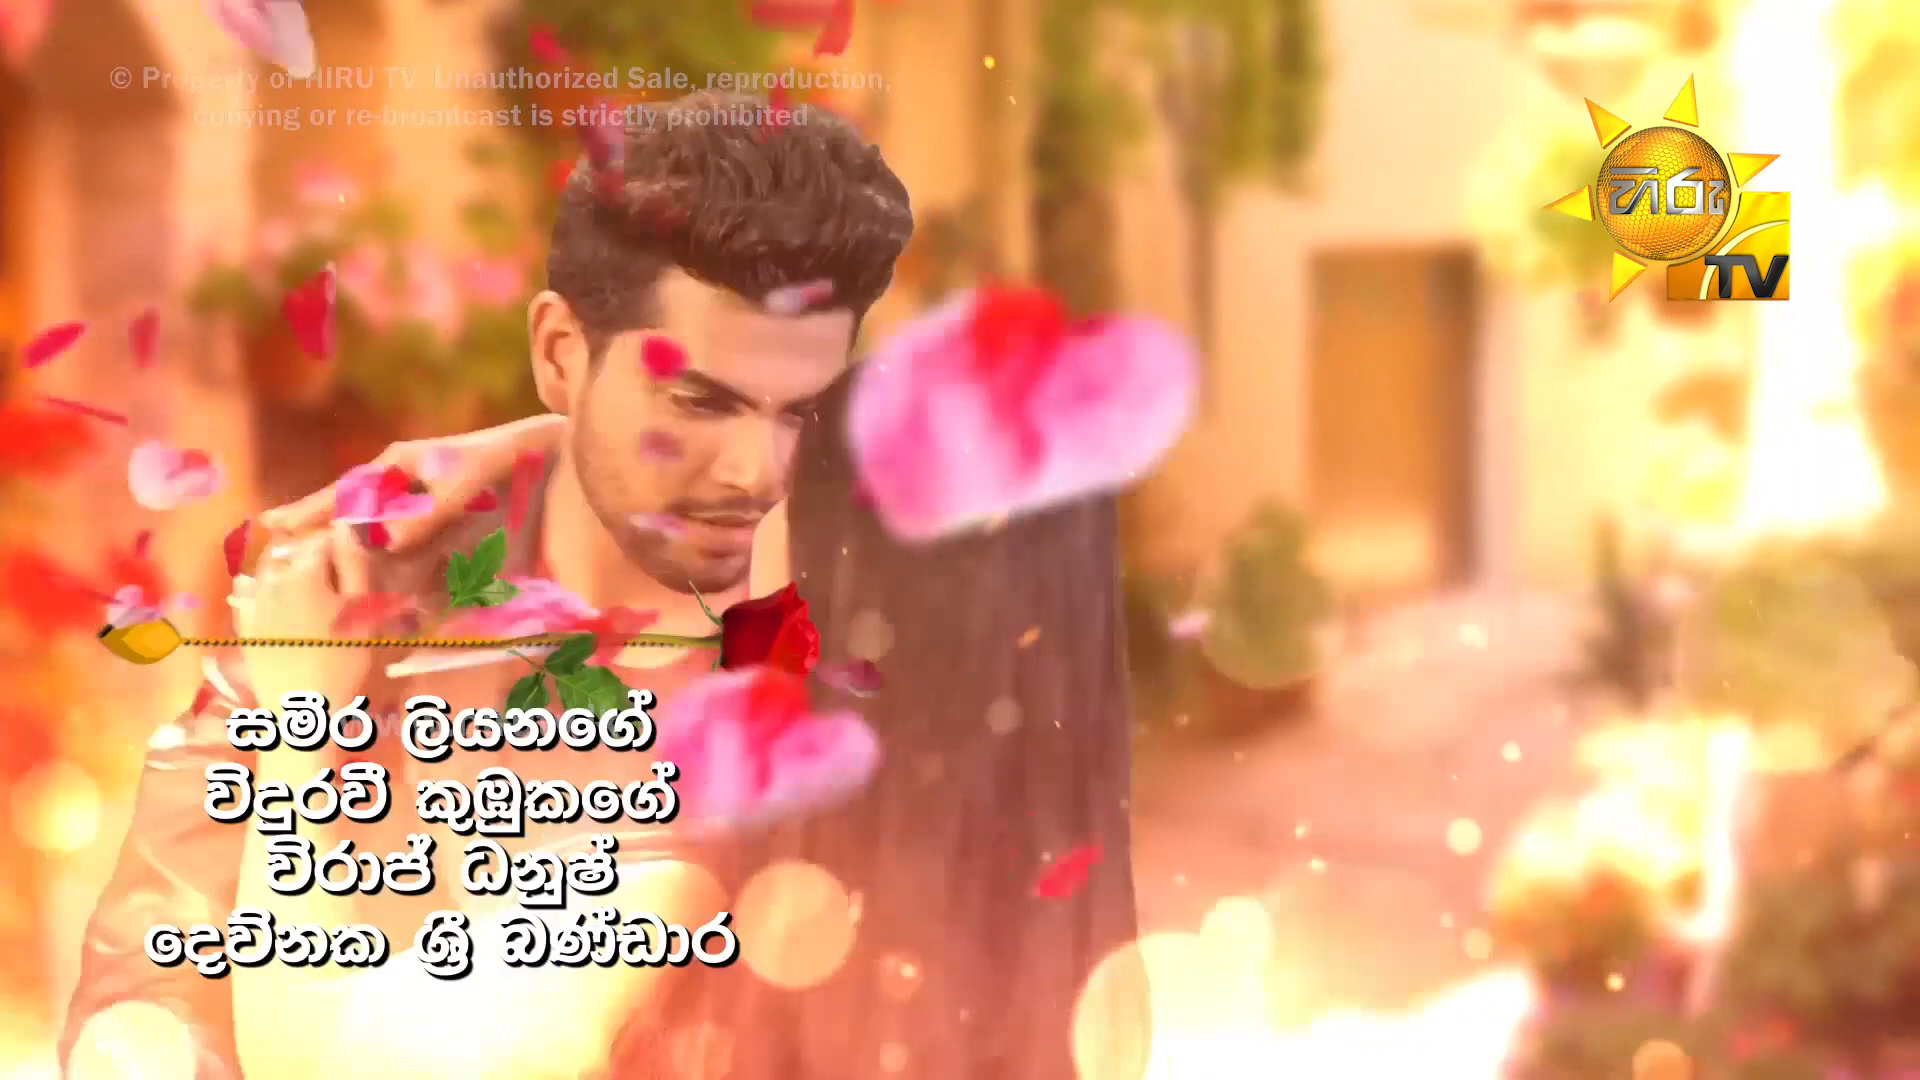 © Property of HIRU TV. Unauthorized Sale, reproduction,
copying or re-broadcast is strictly prohibited
හිරු
TV
සමීර ලියනගේ
විදුරවී කුඹුකගේ
විරාජ් ධනුෂ්
දෙව්නක ශ්‍රී බණ්ඩාර